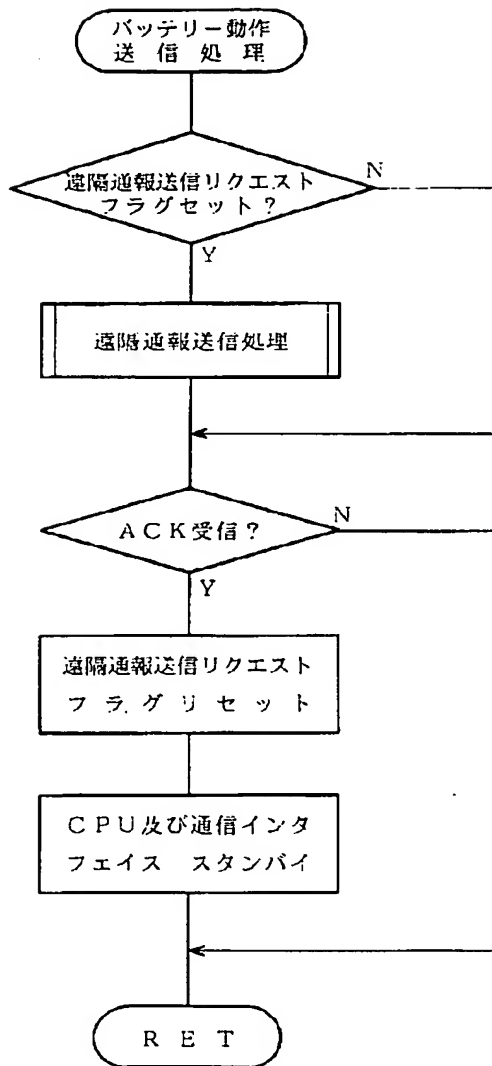 バッテリー動作
送信処理
遠隔通報送信リクエスト
フラグセット?
N
Y
遠隔通報送信処理
ACK受信?
N
Y
遠隔通報送信リクエスト
フラグリセット
CPU及び通信インタ
フェイス スタンバイ
RET